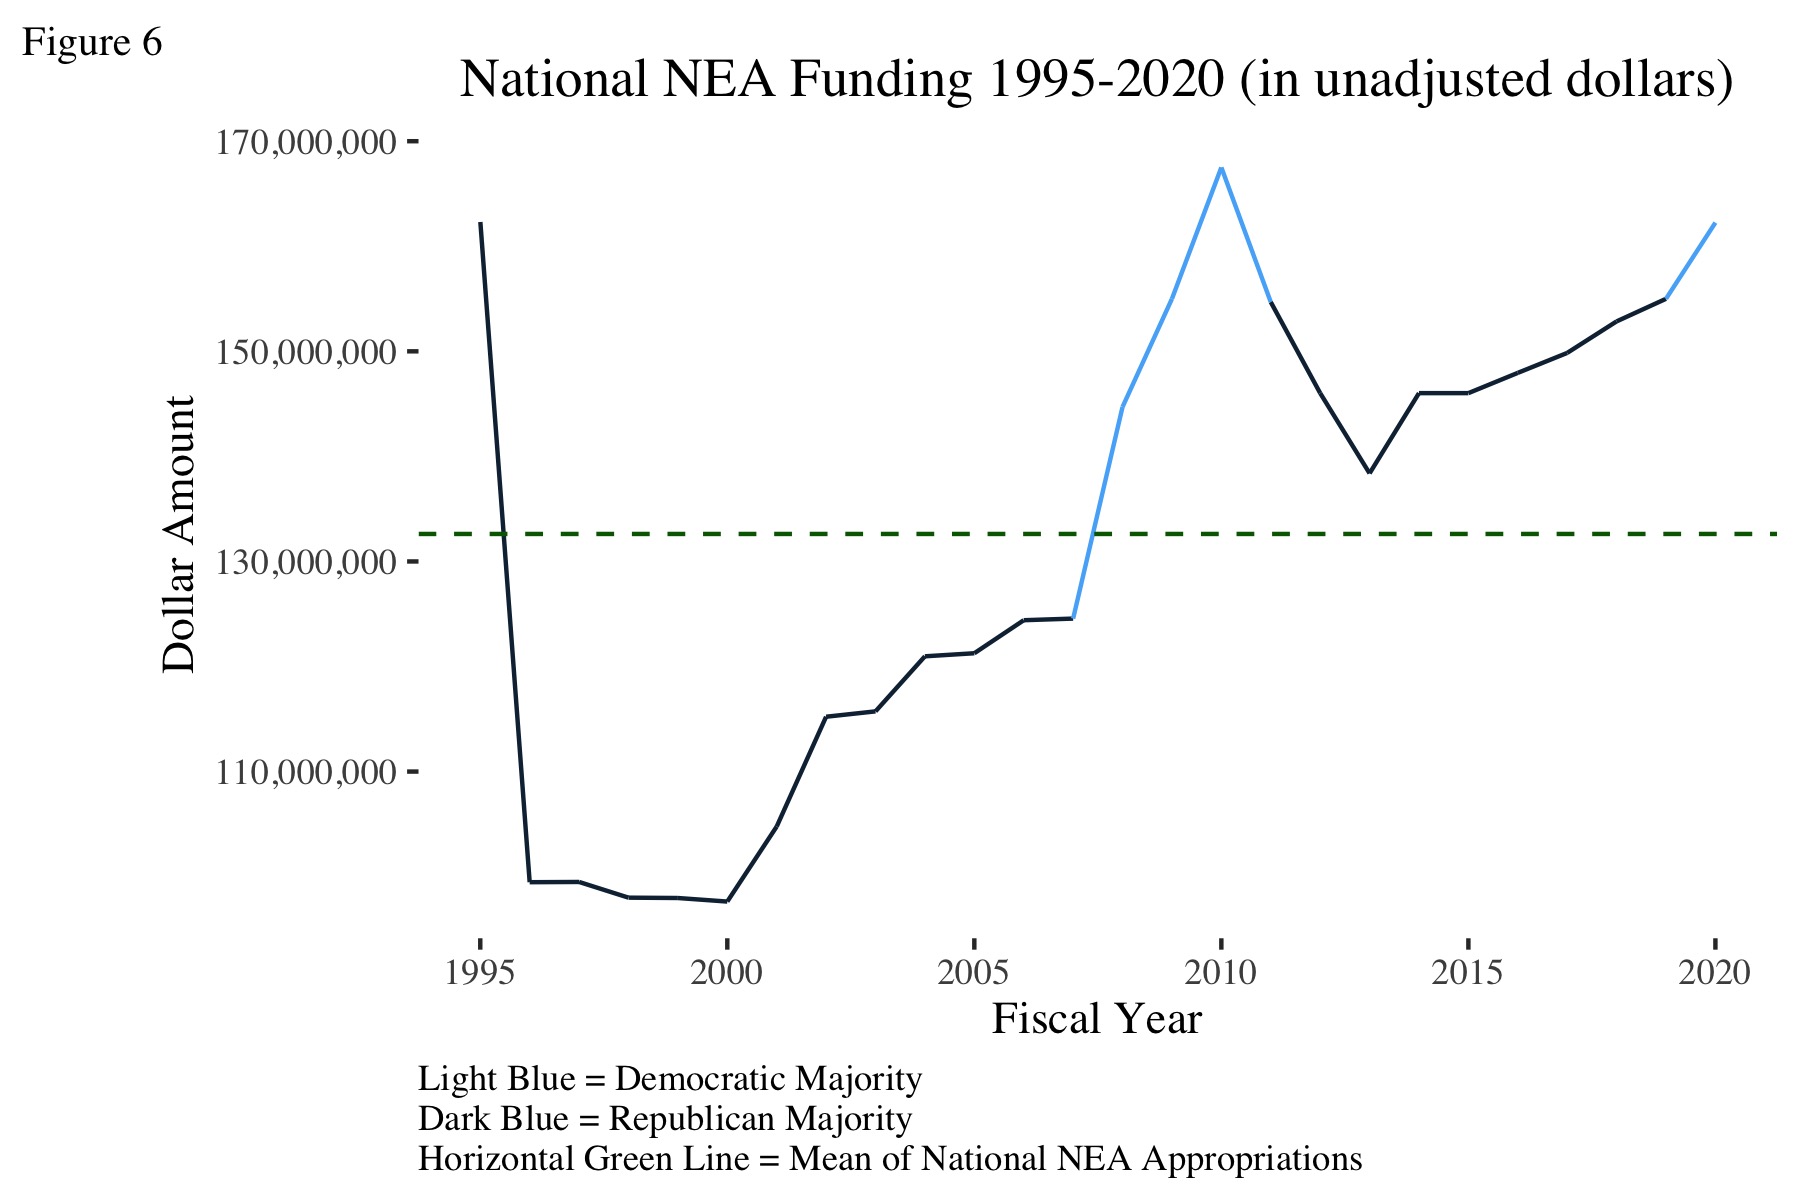 Figure 6
National NEA Funding 1995-2020 (in unadjusted dollars)
170,000,000
150,000,000
130,000,000
110,000,000
Dollar Amount
1995 2000 2005 2010 2015 2020
Fiscal Year
Light Blue = Democratic Majority
Dark Blue = Republican Majority
Horizontal Green Line = Mean of National NEA Appropriations